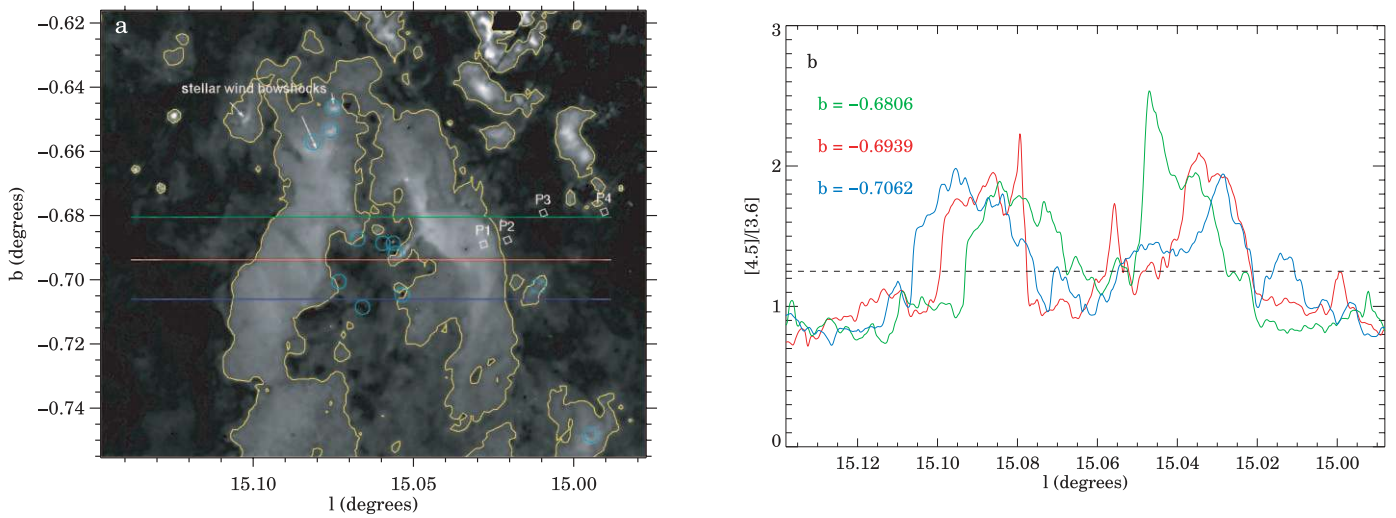 a
stellar wind bowshocks
P3
P4
P1
P2
−0.62
−0.64
−0.66
−0.68
−0.70
−0.72
−0.74
b (degrees)
15.10
15.05
15.00
l (degrees)
b
b = −0.6806
b = −0.6939
b = −0.7062
3
2
1
0
[4.5]/[3.6]
15.12
15.10
15.08
15.06
15.04
15.02
15.00
l (degrees)